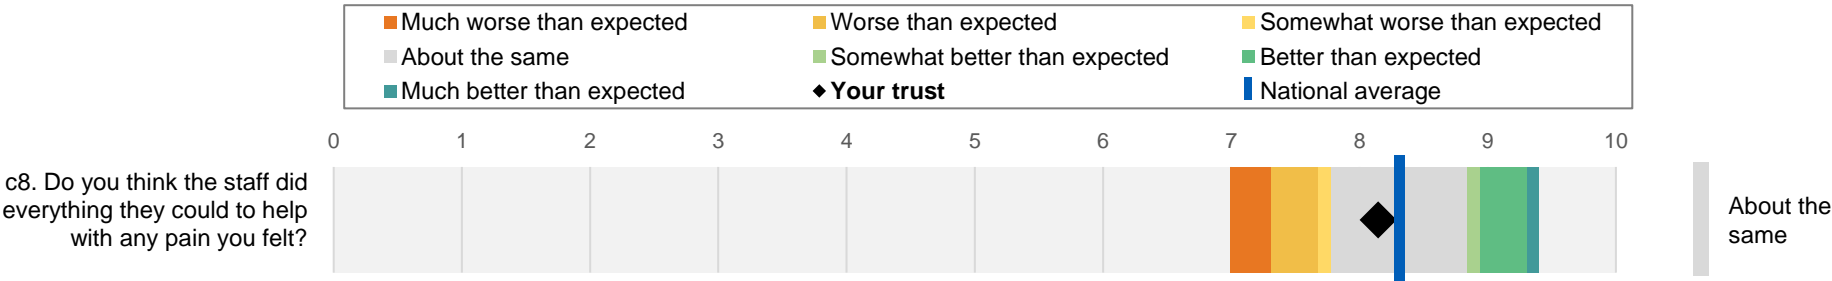 Much worse than expected
Worse than expected
Somewhat worse than expected
About the same
Somewhat better than expected
Better than expected
Much better than expected
Your trust
National average
0 1 2 3 4 5 6 7 8 9 10
c8. Do you think the staff did
everything they could to help
with any pain you felt?
About the
same